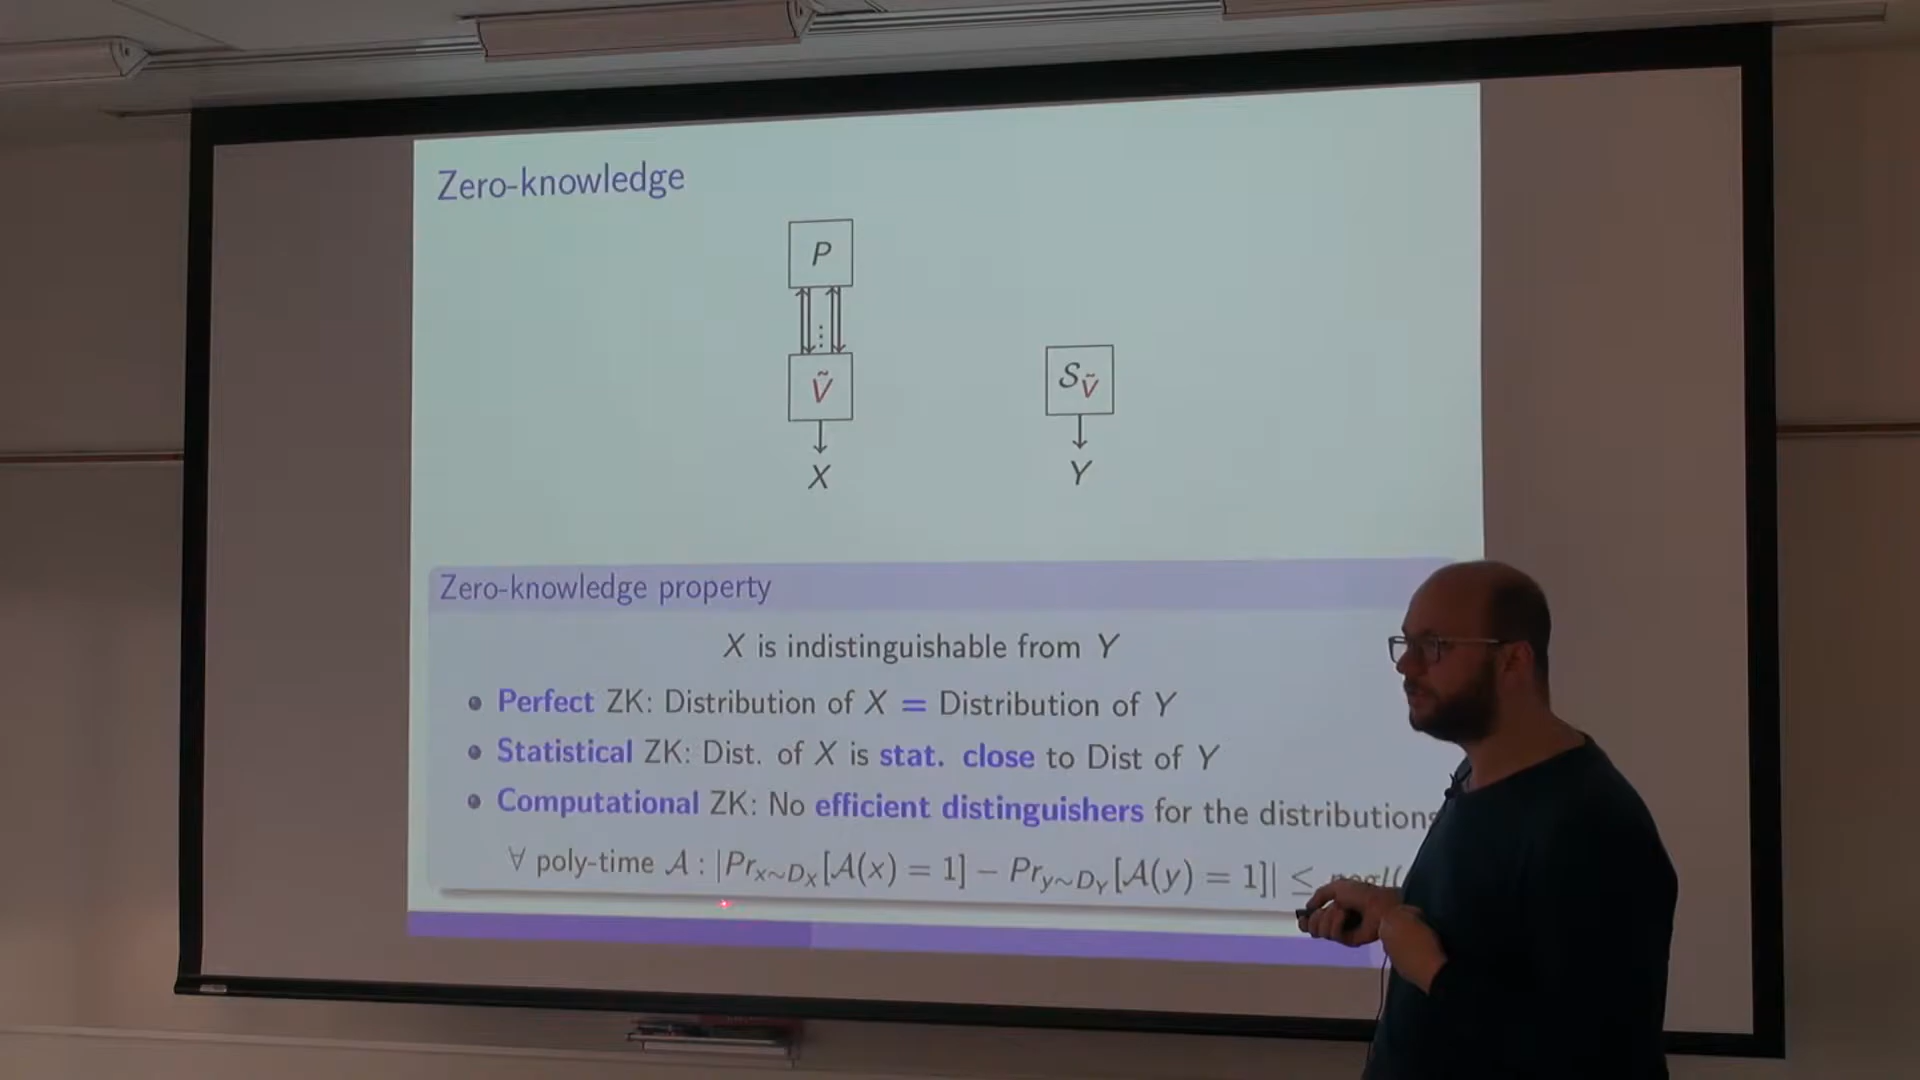 Zero-knowledge
P
Ṽ
X
S_Ṽ
Y
Zero-knowledge property
X is indistinguishable from Y
• Perfect ZK: Distribution of X = Distribution of Y
• Statistical ZK: Dist. of X is stat. close to Dist of Y
• Computational ZK: No efficient distinguishers for the distributions
∀ poly-time 𝒜 : |Pr_{x∼D_X}[𝒜(x) = 1] − Pr_{y∼D_Y}[𝒜(y) = 1]| ≤ negl(